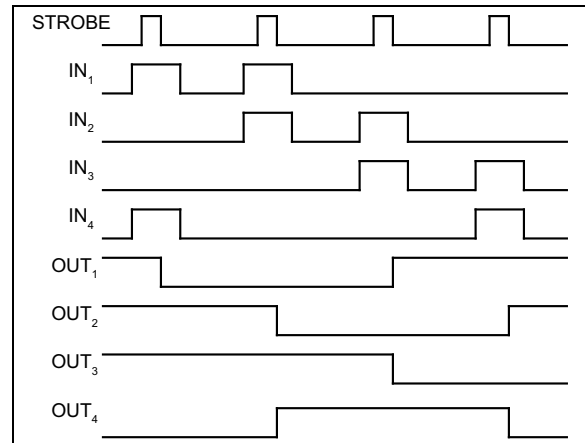 STROBE
IN₁
IN₂
IN₃
IN₄
OUT₁
OUT₂
OUT₃
OUT₄